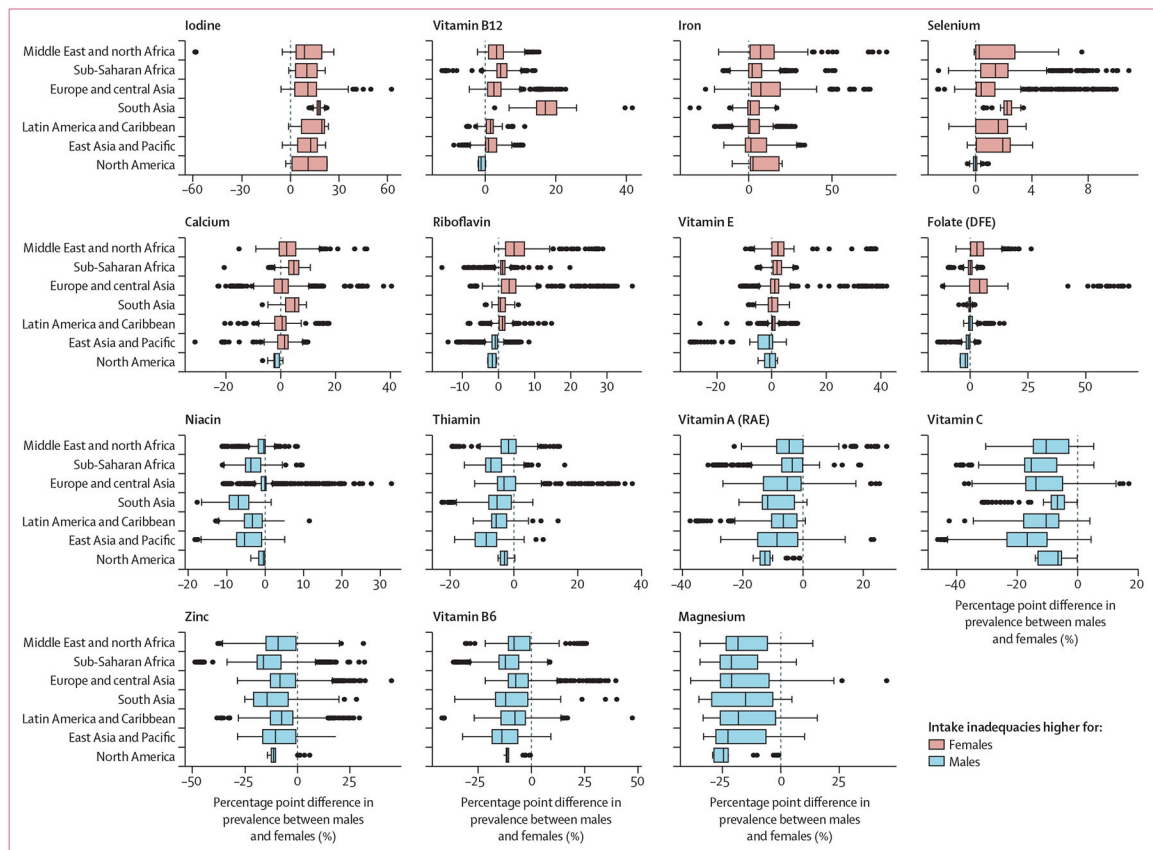 Iodine
Vitamin B12
Iron
Selenium
Middle East and north Africa
Sub-Saharan Africa
Europe and central Asia
South Asia
Latin America and Caribbean
East Asia and Pacific
North America
−60 −30 0 30 60
0 20 40
0 50
0 4 8
Calcium
Riboflavin
Vitamin E
Folate (DFE)
Middle East and north Africa
Sub-Saharan Africa
Europe and central Asia
South Asia
Latin America and Caribbean
East Asia and Pacific
North America
−20 0 20 40
−10 0 10 20 30
−20 0 20 40
0 25 50
Niacin
Thiamin
Vitamin A (RAE)
Vitamin C
Middle East and north Africa
Sub-Saharan Africa
Europe and central Asia
South Asia
Latin America and Caribbean
East Asia and Pacific
North America
−20 −10 0 10 20 30
−20 0 20 40
−40 −20 0 20
−40 −20 0 20
Percentage point difference in
prevalence between males
and females (%)
Zinc
Vitamin B6
Magnesium
Middle East and north Africa
Sub-Saharan Africa
Europe and central Asia
South Asia
Latin America and Caribbean
East Asia and Pacific
North America
−50 −25 0 25
−25 0 25 50
−25 0 25
Percentage point difference in
prevalence between males
and females (%)
Percentage point difference in
prevalence between males
and females (%)
Percentage point difference in
prevalence between males
and females (%)
Intake inadequacies higher for:
Females
Males